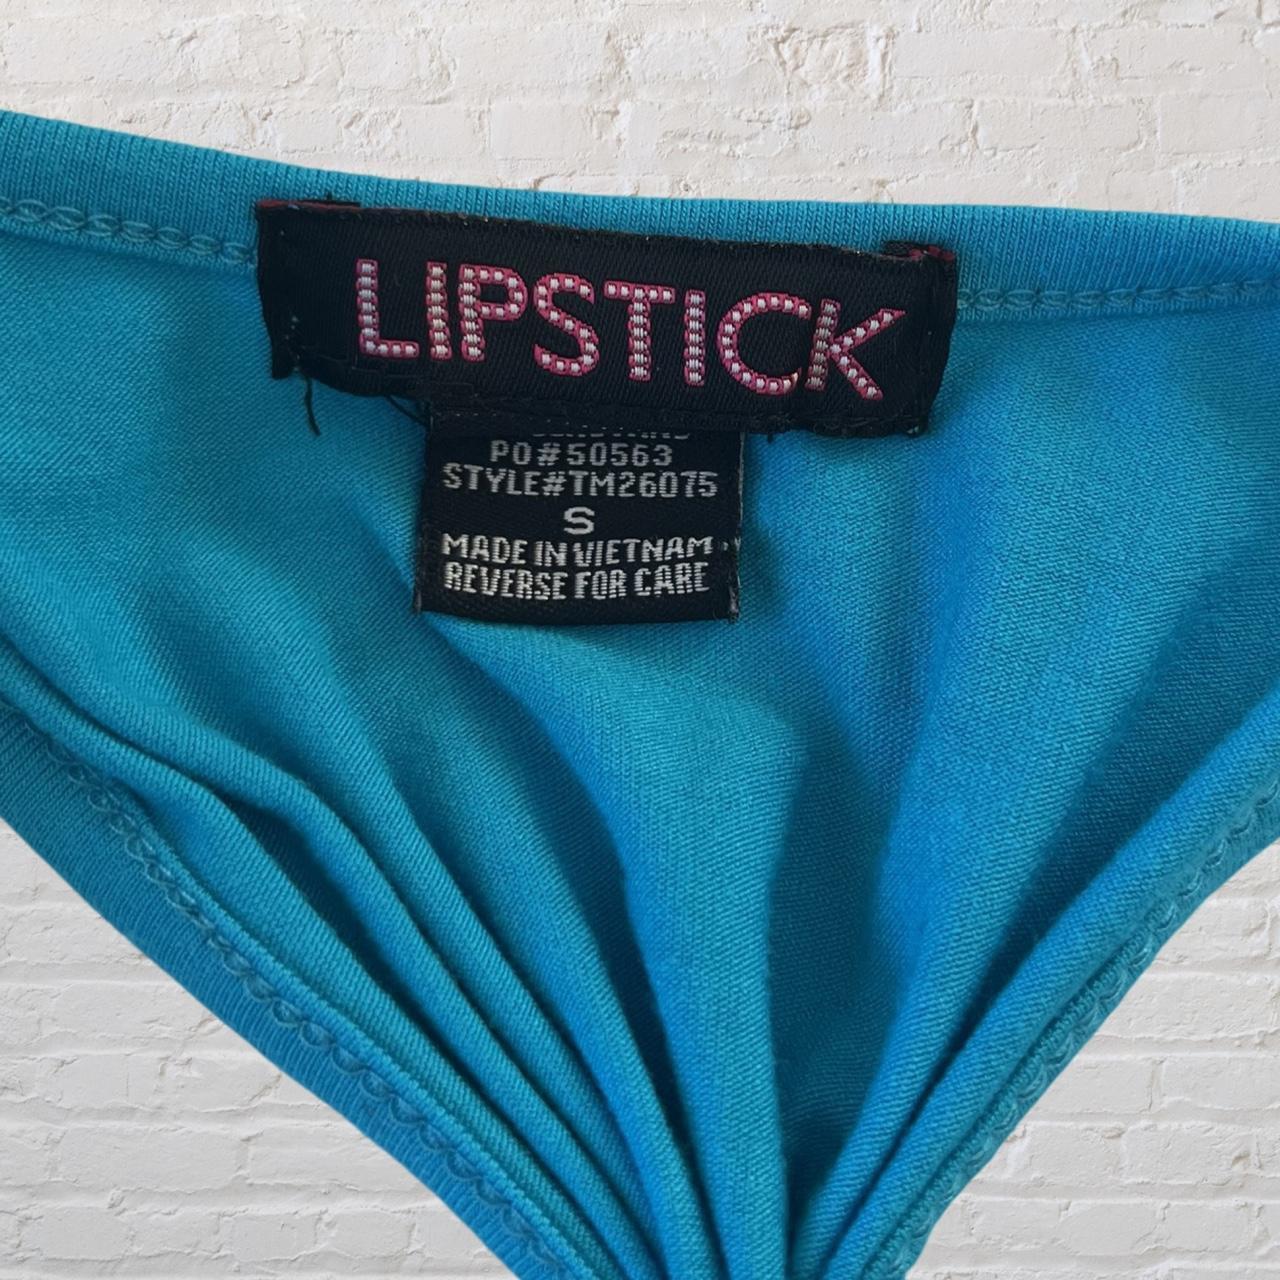 LIPSTICK
PO#50563
STYLE#TM26075
S
MADE IN VIETNAM
REVERSE FOR CARE